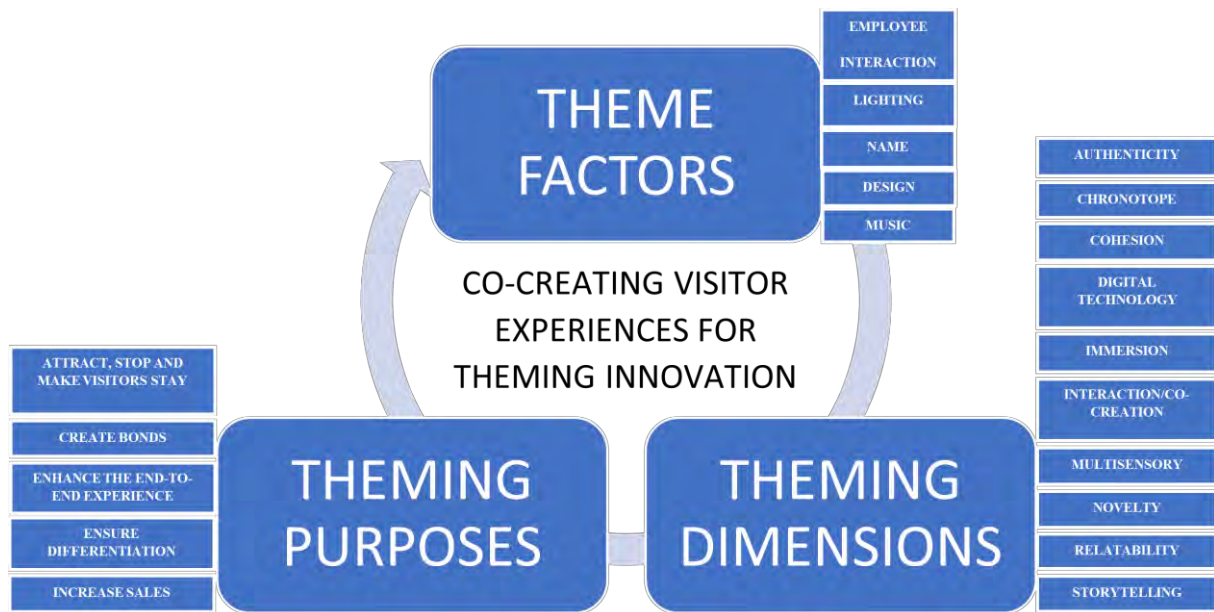 THEME
FACTORS
EMPLOYEE
INTERACTION
LIGHTING
NAME
DESIGN
MUSIC
CO-CREATING VISITOR
EXPERIENCES FOR
THEMING INNOVATION
THEMING
DIMENSIONS
AUTHENTICITY
CHRONOTOPE
COHESION
DIGITAL
TECHNOLOGY
IMMERSION
INTERACTION/CO-
CREATION
MULTISENSORY
NOVELTY
RELATABILITY
STORYTELLING
THEMING
PURPOSES
ATTRACT, STOP AND
MAKE VISITORS STAY
CREATE BONDS
ENHANCE THE END-TO-
END EXPERIENCE
ENSURE
DIFFERENTIATION
INCREASE SALES